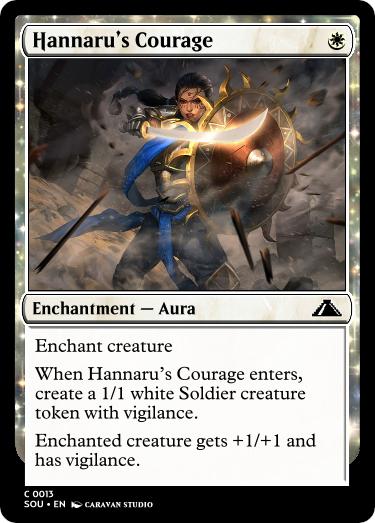 Hannaru's Courage
Enchantment — Aura
Enchant creature
When Hannaru's Courage enters,
create a 1/1 white Soldier creature
token with vigilance.
Enchanted creature gets +1/+1 and
has vigilance.
C 0013
SOU • EN CARAVAN STUDIO